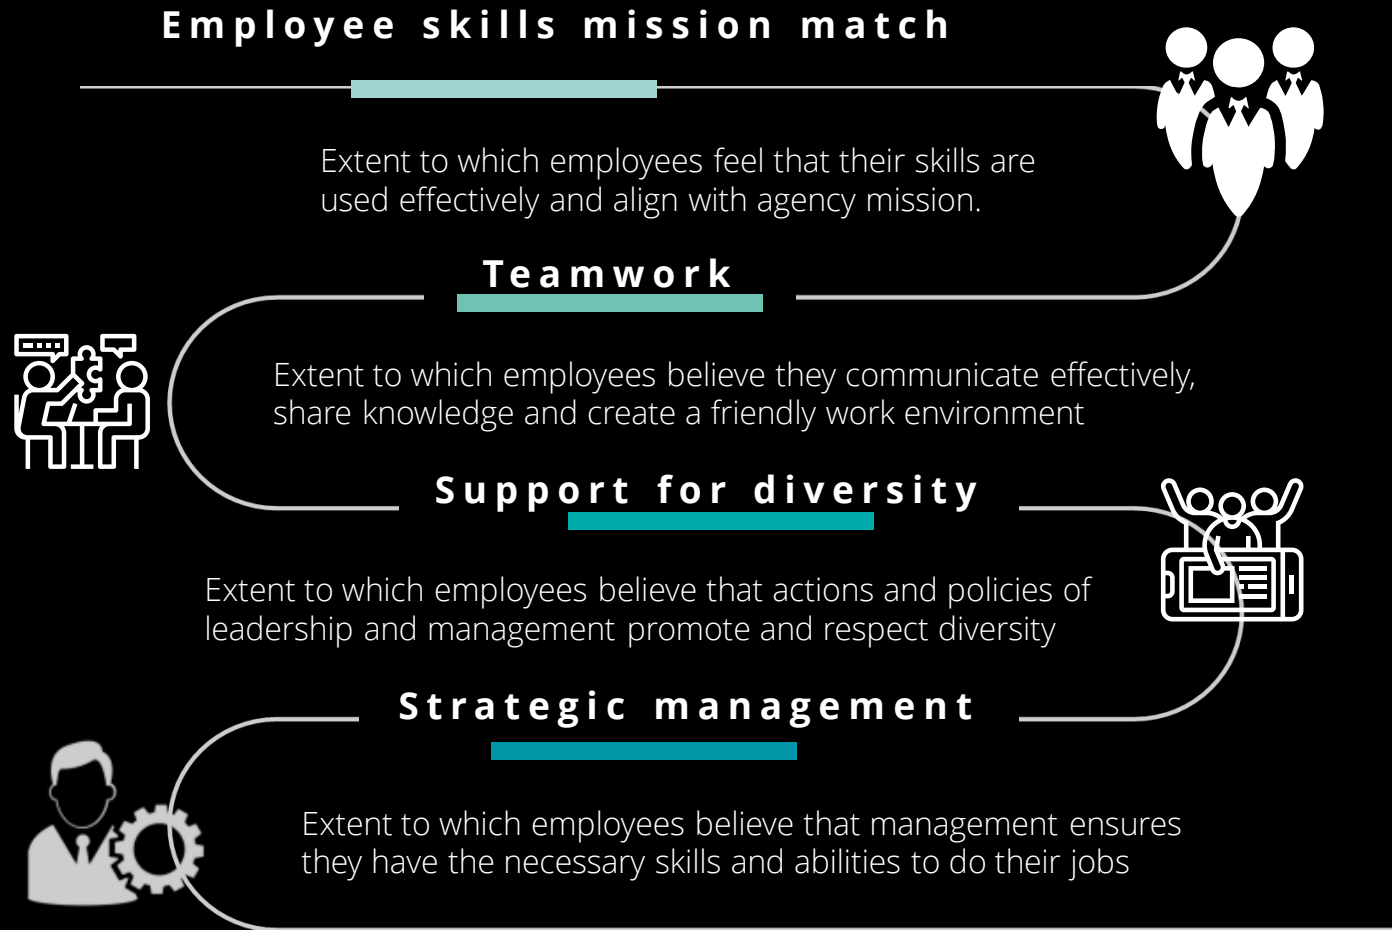 Employee skills mission match
Extent to which employees feel that their skills are
used effectively and align with agency mission.
Teamwork
Extent to which employees believe they communicate effectively,
share knowledge and create a friendly work environment
Support for diversity
Extent to which employees believe that actions and policies of
leadership and management promote and respect diversity
Strategic management
Extent to which employees believe that management ensures
they have the necessary skills and abilities to do their jobs